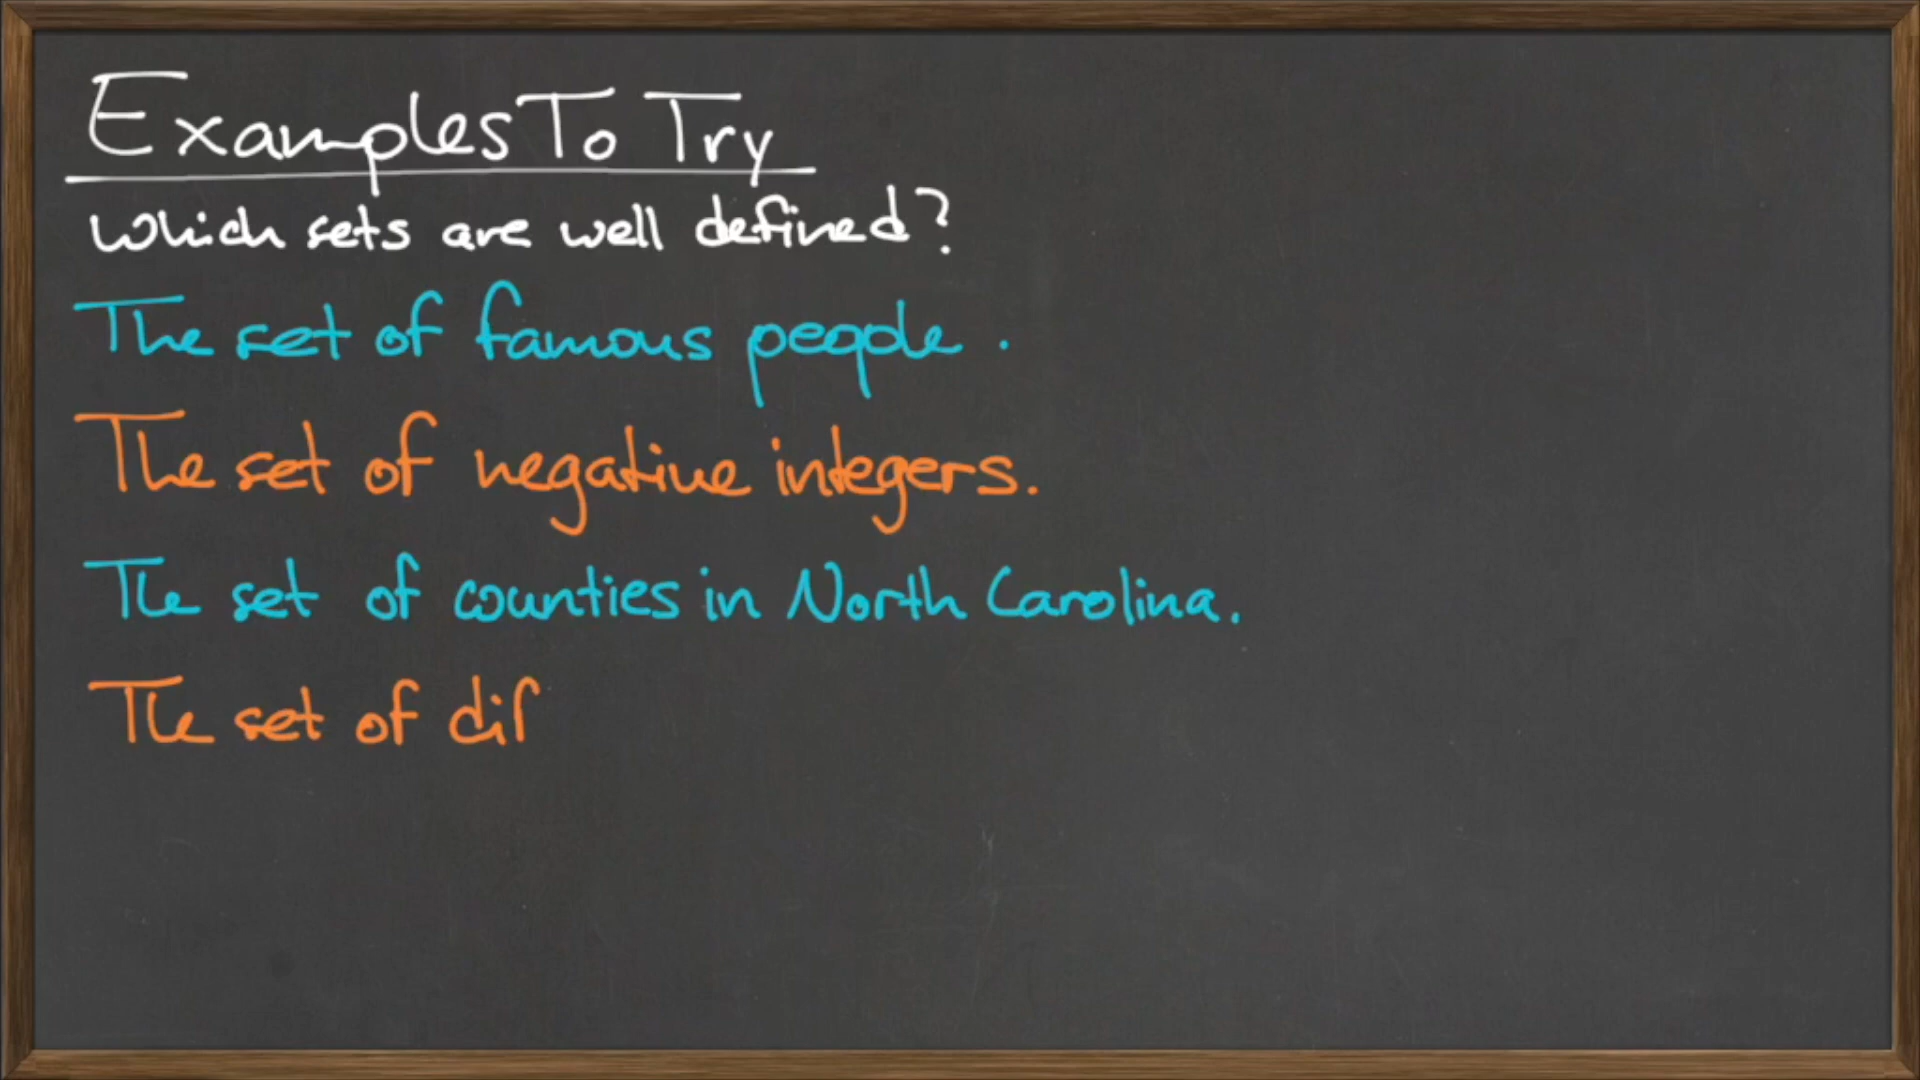 Examples To Try
Which sets are well defined?
The set of famous people.
The set of negative integers.
The set of counties in North Carolina.
The set of dif